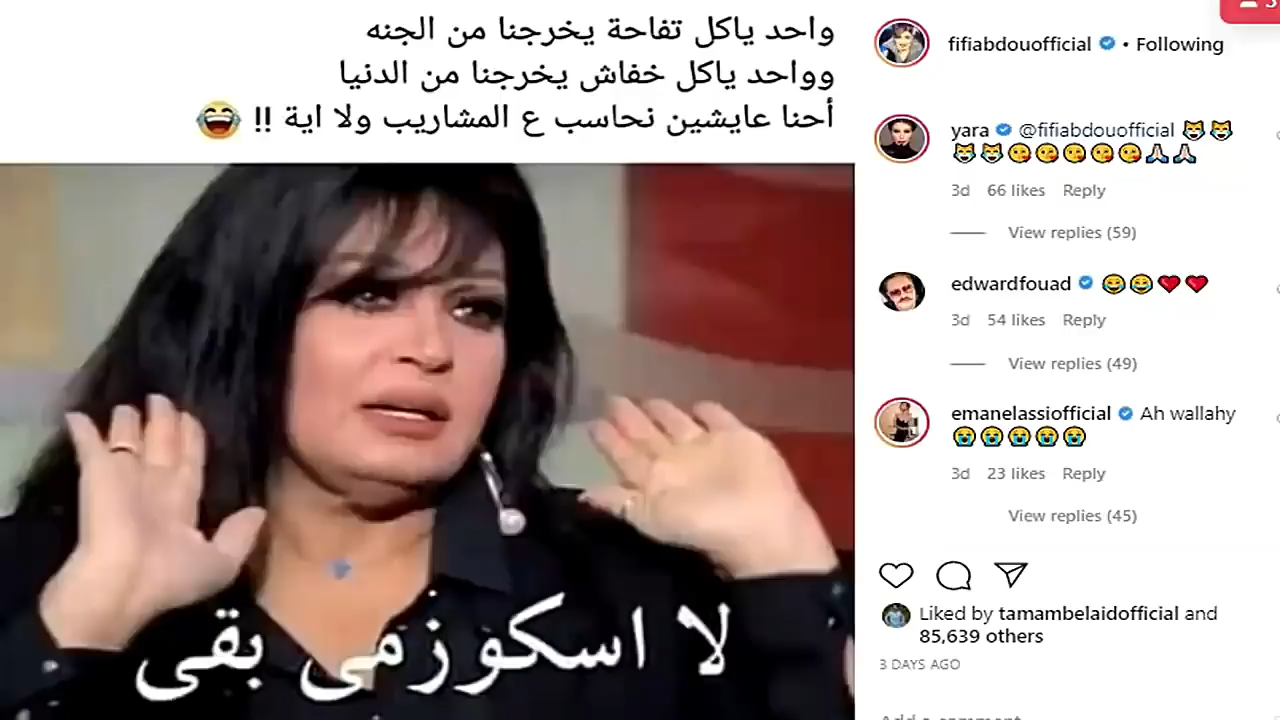 واحد ياكل تفاحة يخرجنا من الجنه
وواحد ياكل خفاش يخرجنا من الدنيا
أحنا عايشين نحاسب ع المشاريب ولا اية !! 😂
لا اسكوزمي بقى
fifiabdouofficial • Following
yara @fifiabdouofficial 😹😹
😹😹😘😘😘😘😘🙏🏻🙏🏻
3d 66 likes Reply
View replies (59)
edwardfouad 😂😂❤️❤️
3d 54 likes Reply
View replies (49)
emanelassiofficial Ah wallahy
😭😭😭😭😭
3d 23 likes Reply
View replies (45)
Liked by tamambelaidofficial and
85,639 others
3 DAYS AGO
Add a comment